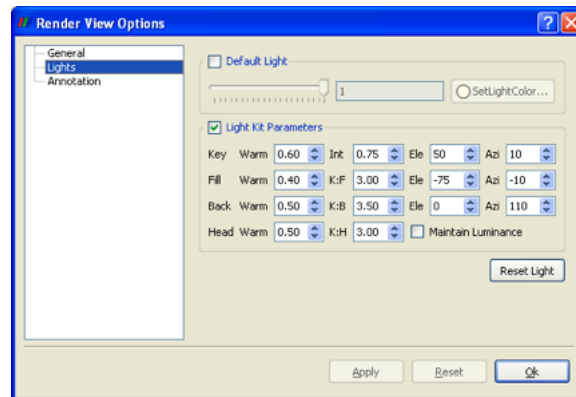 Render View Options
General
Lights
Annotation
Default Light
1
SetLightColor...
Light Kit Parameters
Key Warm 0.60 Int 0.75 Ele 50 Azi 10
Fill Warm 0.40 K:F 3.00 Ele -75 Azi -10
Back Warm 0.50 K:B 3.50 Ele 0 Azi 110
Head Warm 0.50 K:H 3.00 Maintain Luminance
Reset Light
Apply Reset Ok